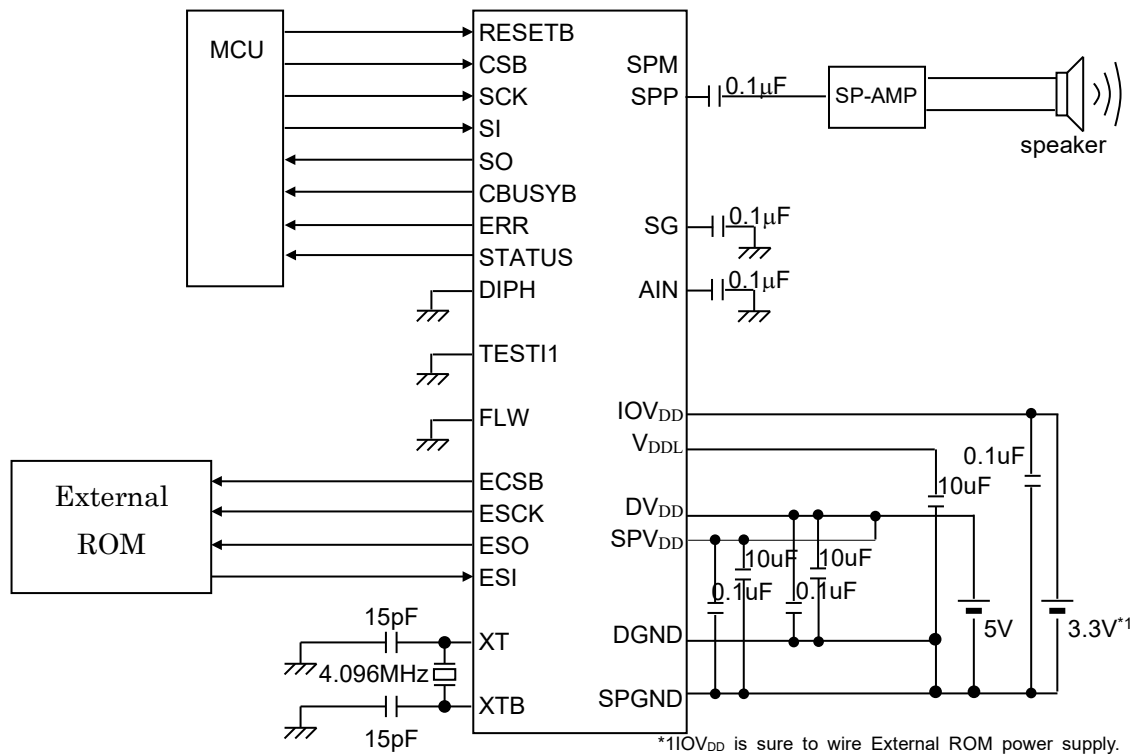 MCU
RESETB
CSB
SCK
SI
SO
CBUSYB
ERR
STATUS
DIPH
TESTI1
FLW
External
ROM
ECSB
ESCK
ESO
ESI
15pF
XT
4.096MHz
XTB
15pF
SPM
SPP
0.1µF
SP-AMP
speaker
SG
0.1µF
AIN
0.1µF
IOVDD
VDDL
0.1uF
10uF
DVDD
SPVDD
10uF
10uF
0.1uF
0.1uF
DGND
5V
3.3V*1
SPGND
*1IOVDD is sure to wire External ROM power supply.